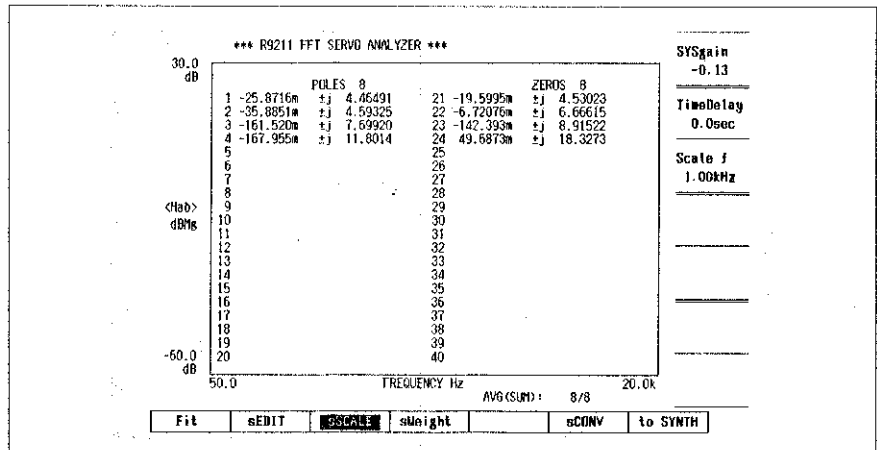 *** R9211 FFT SERVO ANALYZER ***
30.0
dB
POLES 8 ZEROS 8
1 -25.8716m ±j 4.46491 21 -19.5995m ±j 4.53023
2 -35.8851m ±j 4.59325 22 -6.72076m ±j 6.66615
3 -161.520m ±j 7.69920 23 -142.393m ±j 8.91522
4 -167.955m ±j 11.8014 24 49.6873m ±j 18.3273
5 25
6 26
7 27
8 28
<Hab> 9 29
dBMg 10 30
11 31
12 32
13 33
14 34
15 35
16 36
17 37
18 38
19 39
-60.0 20 40
dB
50.0 FREQUENCY Hz 20.0k
AVG(SUM): 8/8
SYSgain
-0.13
TimeDelay
0.0sec
Scale f
1.00kHz
Fit sEDIT sSCALE sWeight sCONV to SYNTH